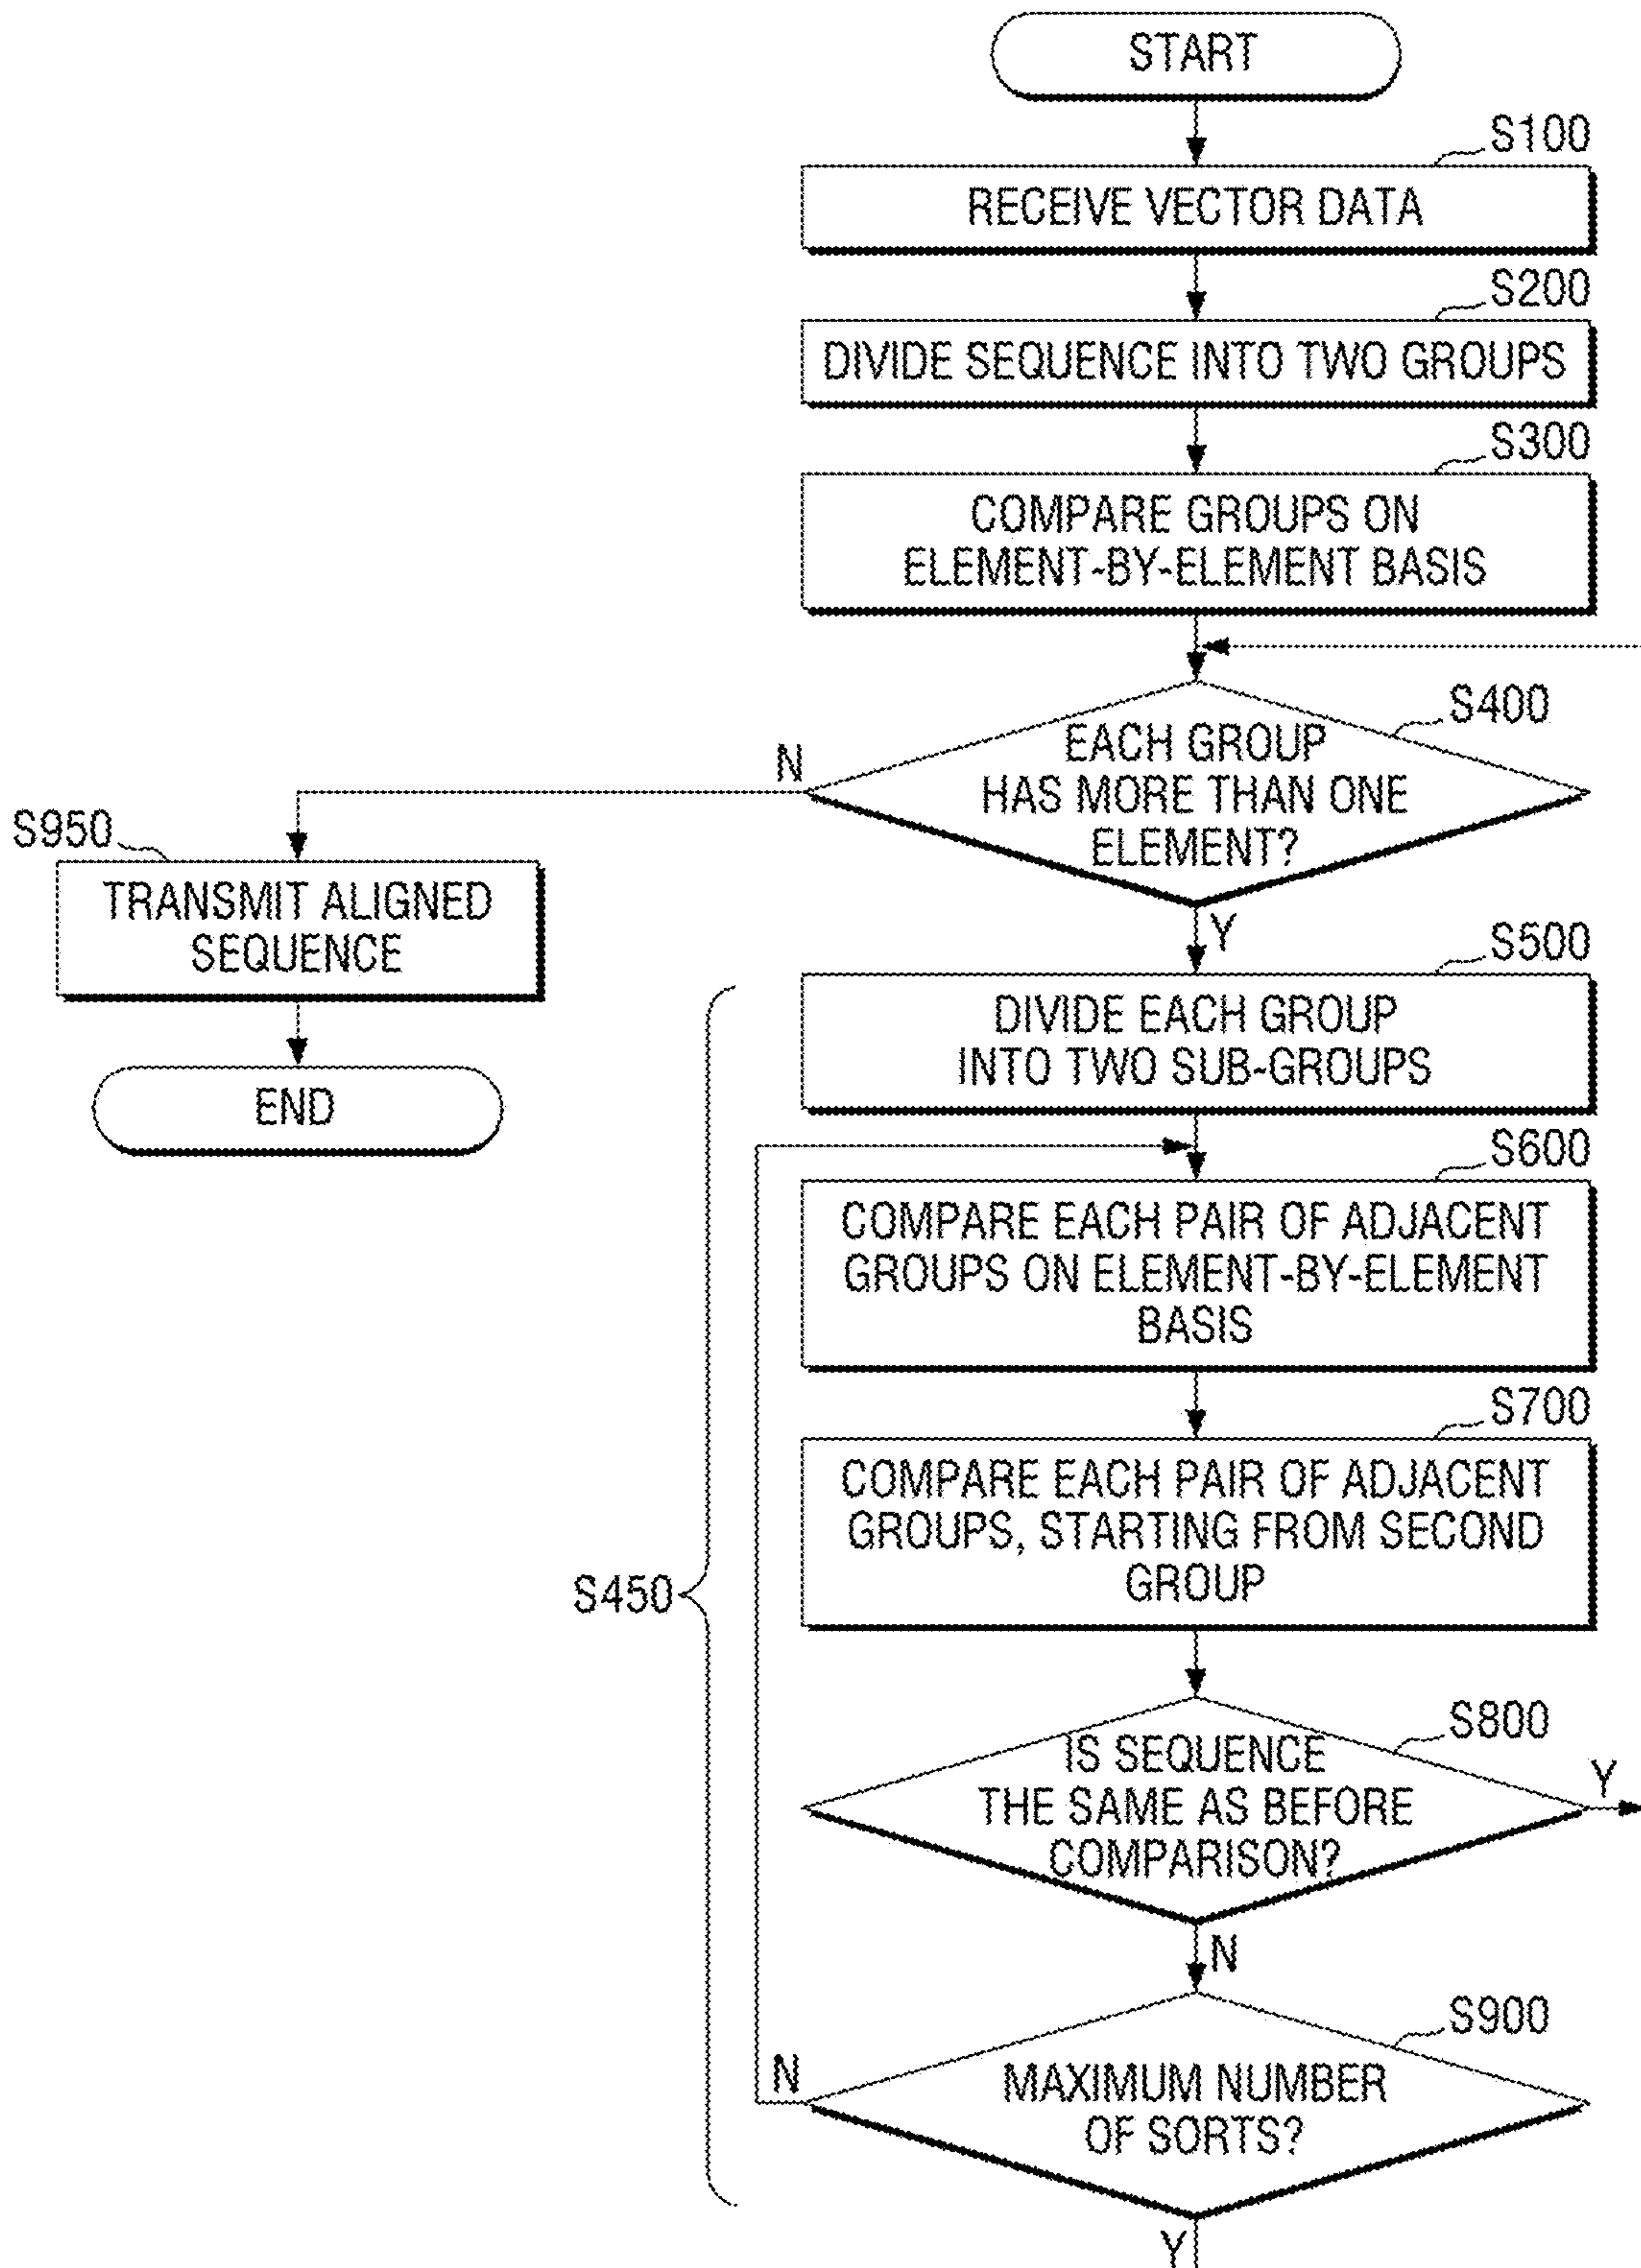 START
S100
RECEIVE VECTOR DATA
S200
DIVIDE SEQUENCE INTO TWO GROUPS
S300
COMPARE GROUPS ON
ELEMENT-BY-ELEMENT BASIS
S400
EACH GROUP
HAS MORE THAN ONE
ELEMENT?
N
S950
TRANSMIT ALIGNED
SEQUENCE
END
Y
S500
DIVIDE EACH GROUP
INTO TWO SUB-GROUPS
S600
COMPARE EACH PAIR OF ADJACENT
GROUPS ON ELEMENT-BY-ELEMENT
BASIS
S700
COMPARE EACH PAIR OF ADJACENT
GROUPS, STARTING FROM SECOND
GROUP
S450
S800
IS SEQUENCE
THE SAME AS BEFORE
COMPARISON?
Y
N
S900
MAXIMUM NUMBER
OF SORTS?
N
Y